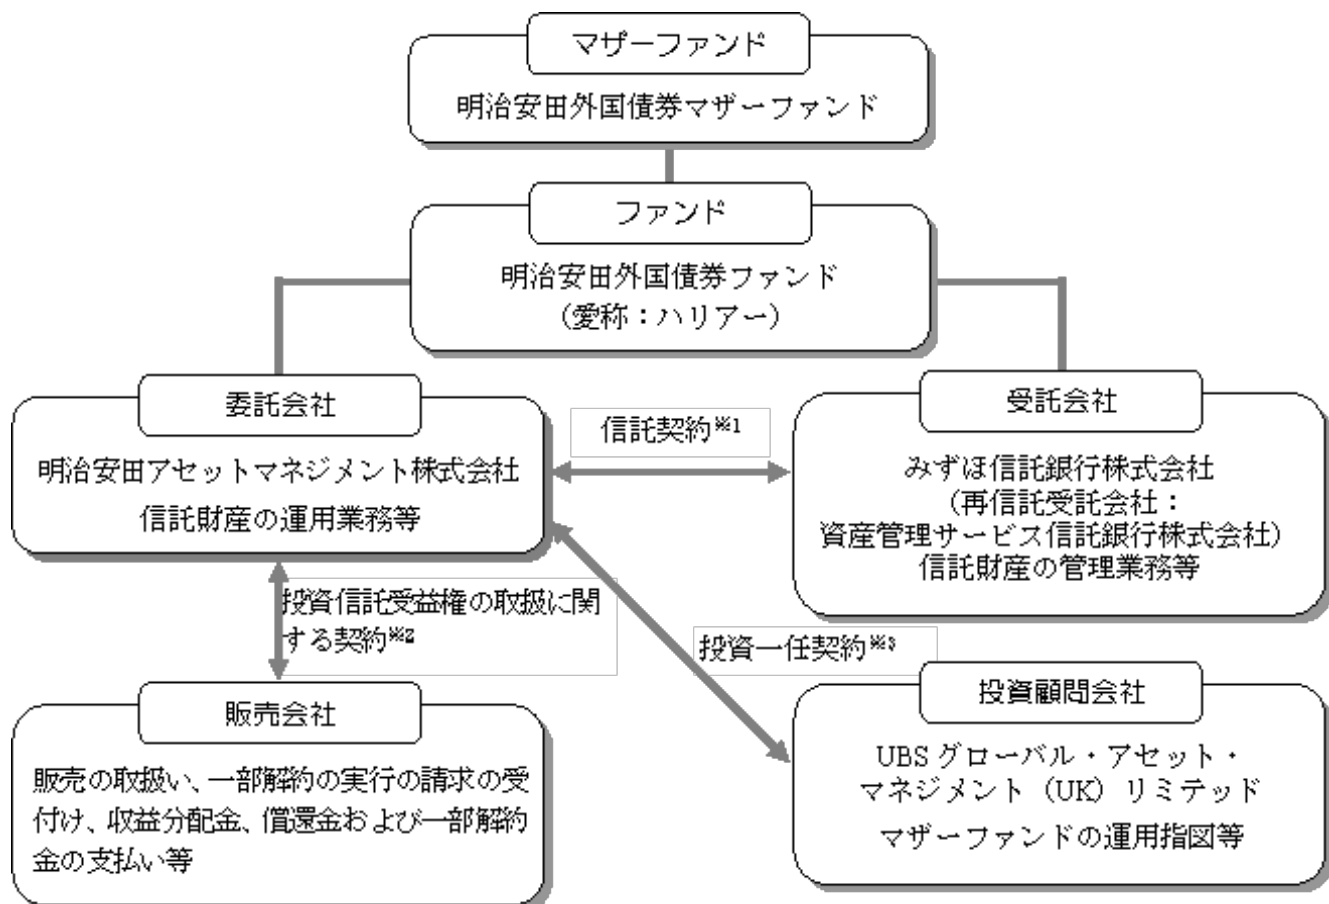 マザーファンド
明治安田外国債券マザーファンド
ファンド
明治安田外国債券ファンド
（愛称：ハリアー）
委託会社
明治安田アセットマネジメント株式会社
信託財産の運用業務等
信託契約※1
受託会社
みずほ信託銀行株式会社
（再信託受託会社：
資産管理サービス信託銀行株式会社）
信託財産の管理業務等
投資信託受益権の取扱に関
する契約※2
投資一任契約※3
販売会社
販売の取扱い、一部解約の実行の請求の受
付け、収益分配金、償還金および一部解約
金の支払い等
投資顧問会社
UBSグローバル・アセット・
マネジメント（UK）リミテッド
マザーファンドの運用指図等